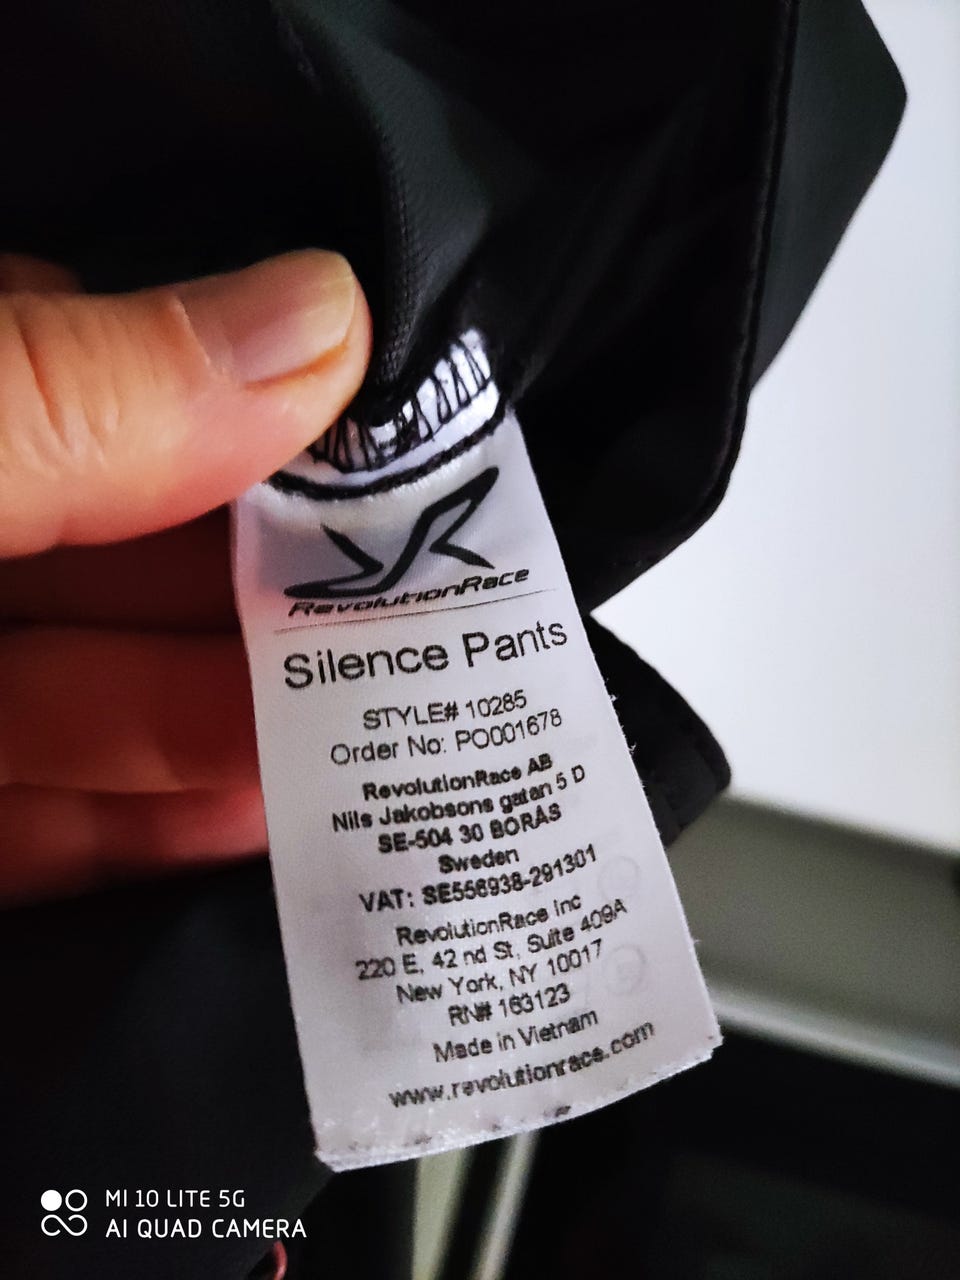 RevolutionRace
Silence Pants
STYLE# 10285
Order No: PO001678
RevolutionRace AB
Nils Jakobsons gatan 5 D
SE-504 30 BORÅS
Sweden
VAT: SE556938-291301
RevolutionRace Inc
220 E, 42 nd St, Suite 409A
New York, NY 10017
RN# 163123
Made in Vietnam
www.revolutionrace.com
MI 10 LITE 5G
AI QUAD CAMERA